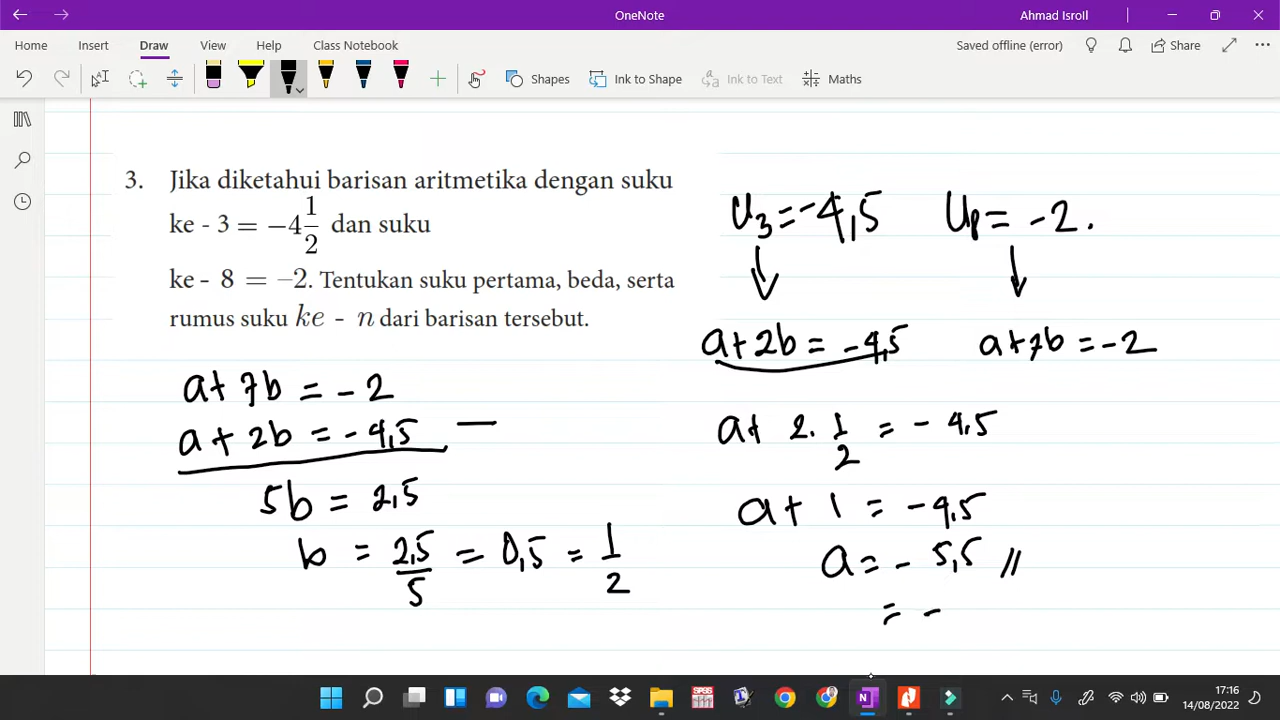 OneNote
Ahmad Isroll
Home Insert Draw View Help Class Notebook
Saved offline (error) Share
Shapes Ink to Shape Ink to Text Maths
3. Jika diketahui barisan aritmetika dengan suku
ke - 3 = −4 1/2 dan suku
ke - 8 = −2. Tentukan suku pertama, beda, serta
rumus suku ke - n dari barisan tersebut.
a + 7b = - 2
a + 2b = - 4,5 —
5b = 2,5
b = 2,5/5 = 0,5 = 1/2
U3 = -4,5 U8 = -2.
a + 2b = -4,5 a + 7b = -2
a + 2. 1/2 = - 4,5
a + 1 = - 4,5
a = - 5,5 //
= -
17:16
14/08/2022